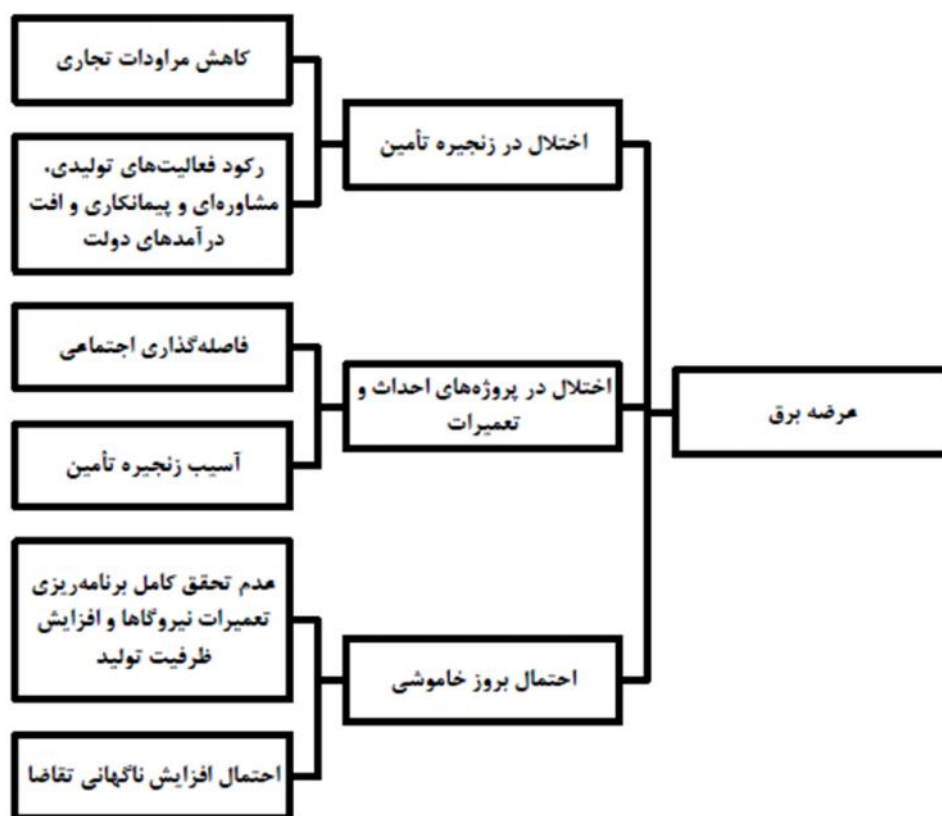 عرضه برق
اختلال در زنجیره تأمین
کاهش مراودات تجاری
رکود فعالیت‌های تولیدی،
مشاوره‌ای و پیمانکاری و افت
درآمدهای دولت
اختلال در پروژه‌های احداث و
تعمیرات
فاصله‌گذاری اجتماعی
آسیب زنجیره تأمین
احتمال بروز خاموشی
عدم تحقق کامل برنامه‌ریزی
تعمیرات نیروگاها و افزایش
ظرفیت تولید
احتمال افزایش ناگهانی تقاضا